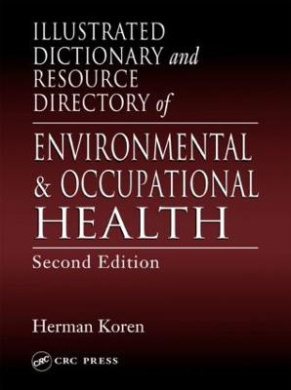 ILLUSTRATED
DICTIONARY and
RESOURCE
DIRECTORY of
ENVIRONMENTAL
& OCCUPATIONAL
HEALTH
Second Edition
Herman Koren
CRC CRC PRESS